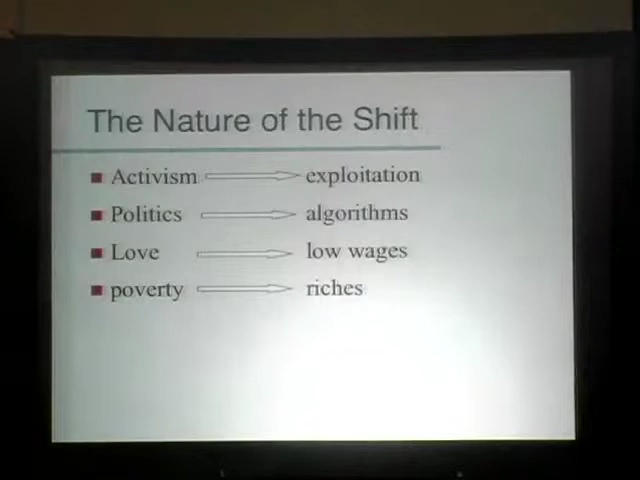 The Nature of the Shift
Activism exploitation
Politics algorithms
Love low wages
poverty riches